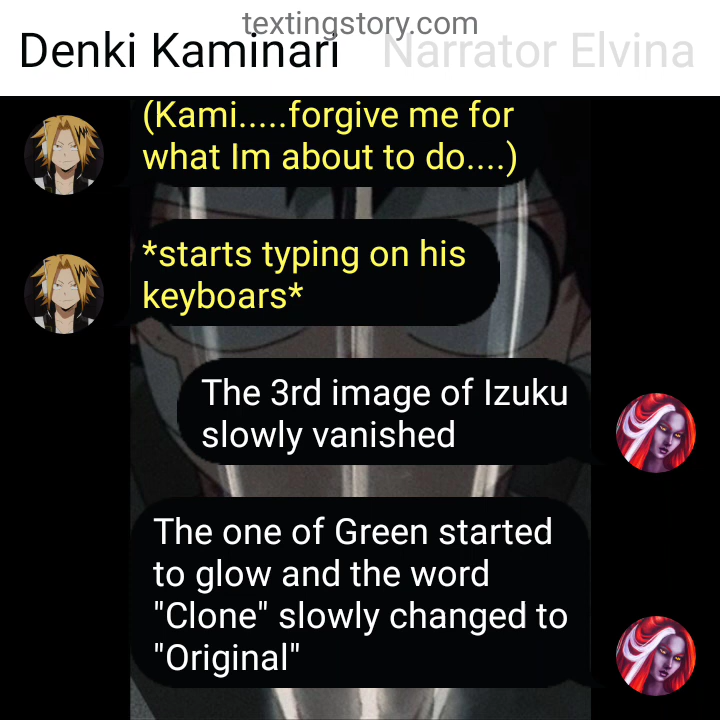 textingstory.com
Denki Kaminari Narrator Elvina
(Kami.....forgive me for
what Im about to do....)
*starts typing on his
keyboars*
The 3rd image of Izuku
slowly vanished
The one of Green started
to glow and the word
"Clone" slowly changed to
"Original"